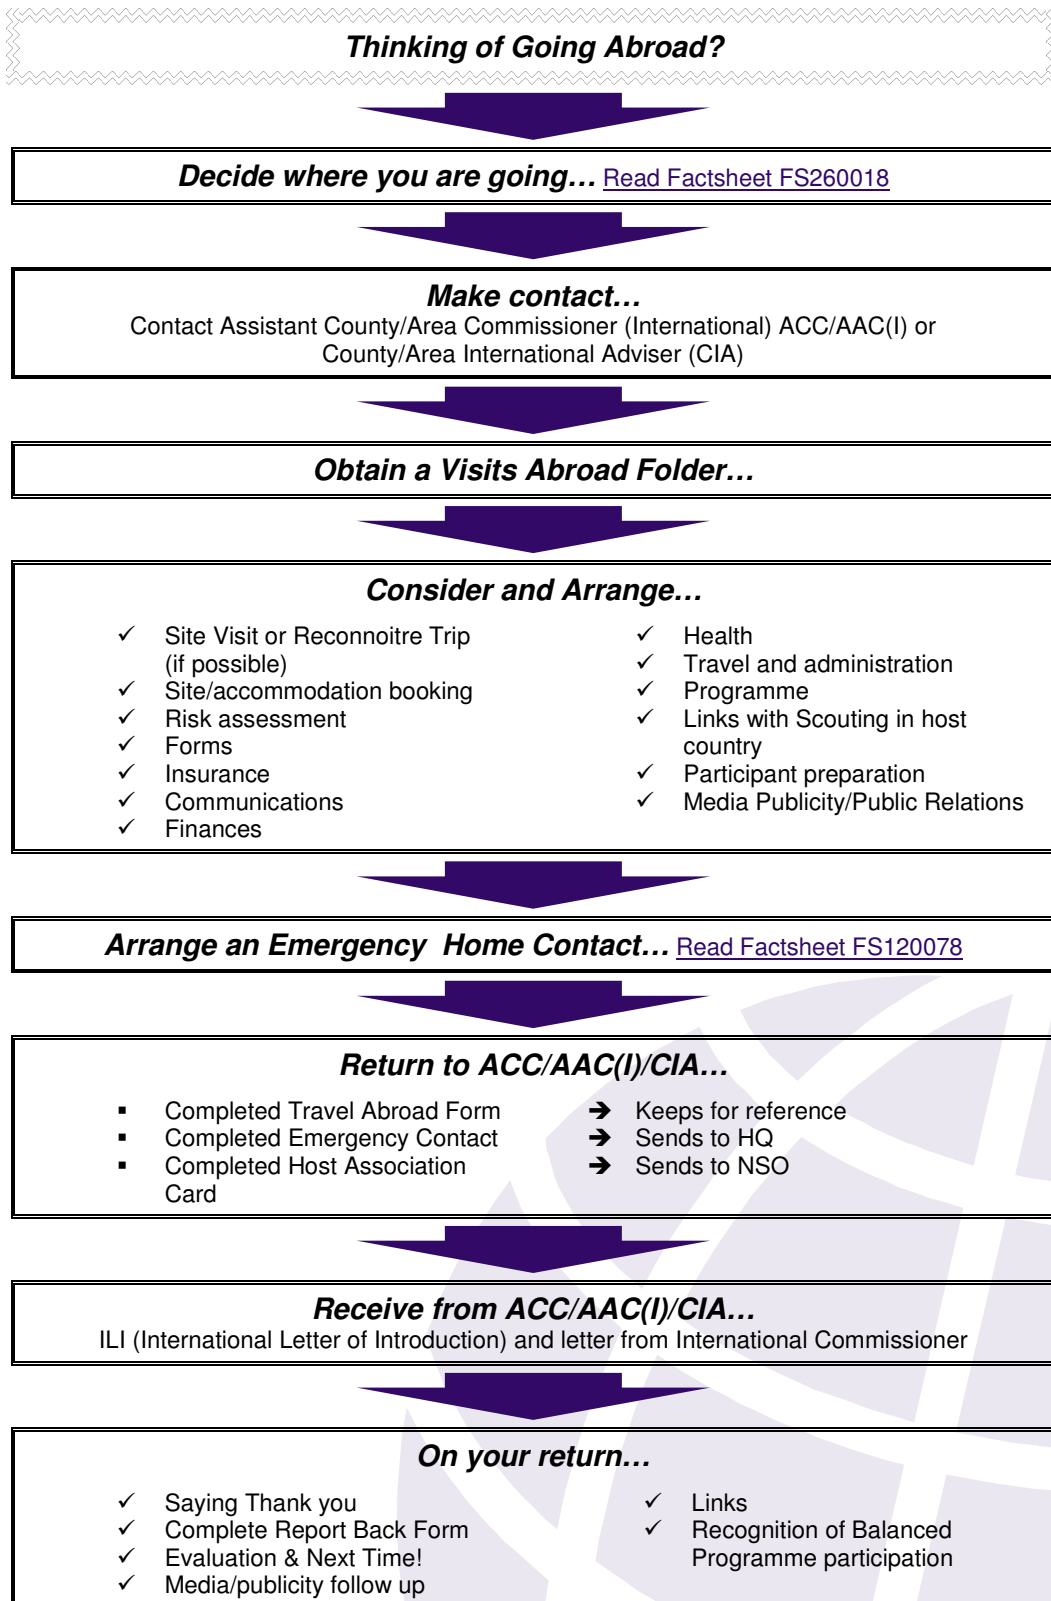 Thinking of Going Abroad?
Decide where you are going... Read Factsheet FS260018
Make contact...
Contact Assistant County/Area Commissioner (International) ACC/AAC(I) or
County/Area International Adviser (CIA)
Obtain a Visits Abroad Folder...
Consider and Arrange...
✓ Site Visit or Reconnoitre Trip
(if possible)
✓ Site/accommodation booking
✓ Risk assessment
✓ Forms
✓ Insurance
✓ Communications
✓ Finances
✓ Health
✓ Travel and administration
✓ Programme
✓ Links with Scouting in host
country
✓ Participant preparation
✓ Media Publicity/Public Relations
Arrange an Emergency Home Contact... Read Factsheet FS120078
Return to ACC/AAC(I)/CIA...
▪ Completed Travel Abroad Form ➔ Keeps for reference
▪ Completed Emergency Contact ➔ Sends to HQ
▪ Completed Host Association ➔ Sends to NSO
Card
Receive from ACC/AAC(I)/CIA...
ILI (International Letter of Introduction) and letter from International Commissioner
On your return...
✓ Saying Thank you
✓ Complete Report Back Form
✓ Evaluation & Next Time!
✓ Media/publicity follow up
✓ Links
✓ Recognition of Balanced
Programme participation